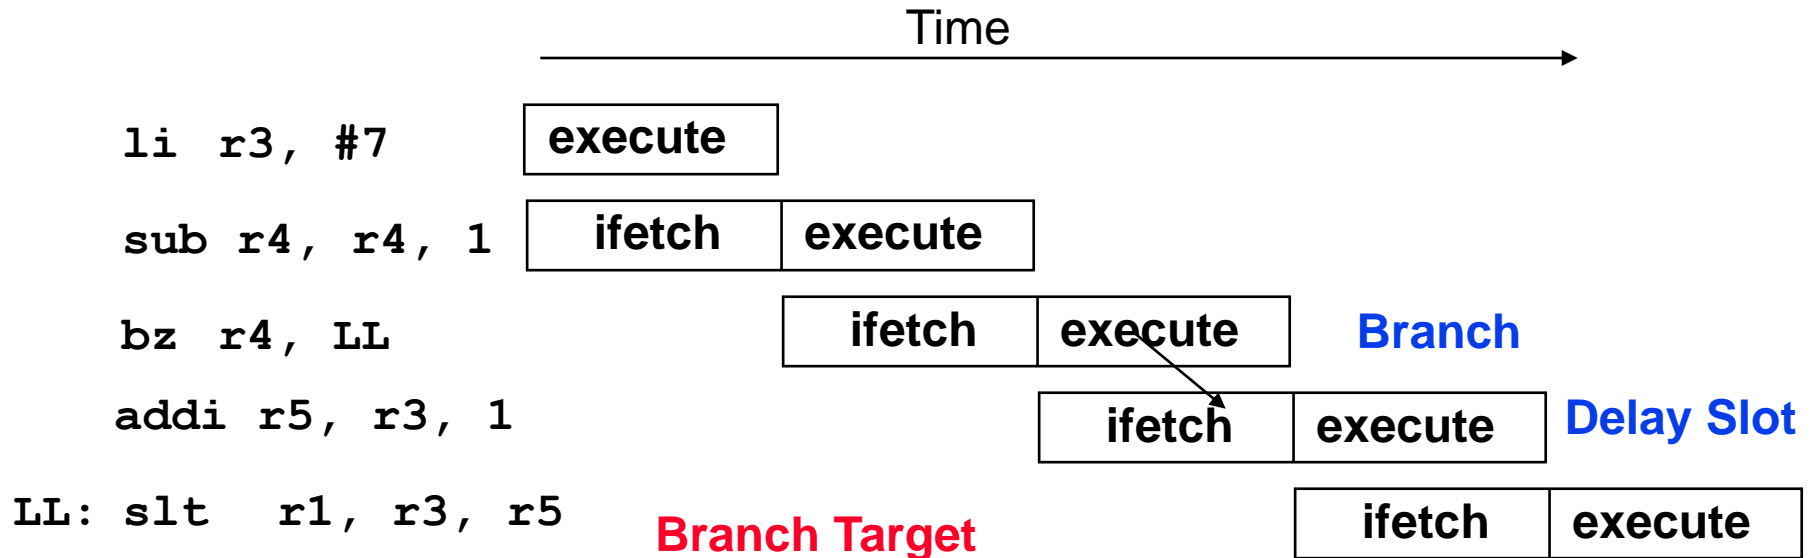 Time
li r3, #7 execute
sub r4, r4, 1 ifetch execute
bz r4, LL ifetch execute Branch
addi r5, r3, 1 ifetch execute Delay Slot
LL: slt r1, r3, r5 Branch Target ifetch execute